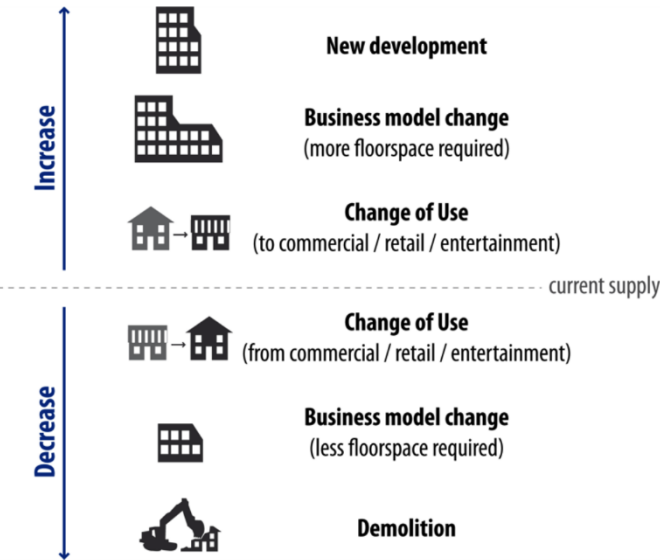 Increase
New development
Business model change
(more floorspace required)
Change of Use
(to commercial / retail / entertainment)
current supply
Decrease
Change of Use
(from commercial / retail / entertainment)
Business model change
(less floorspace required)
Demolition